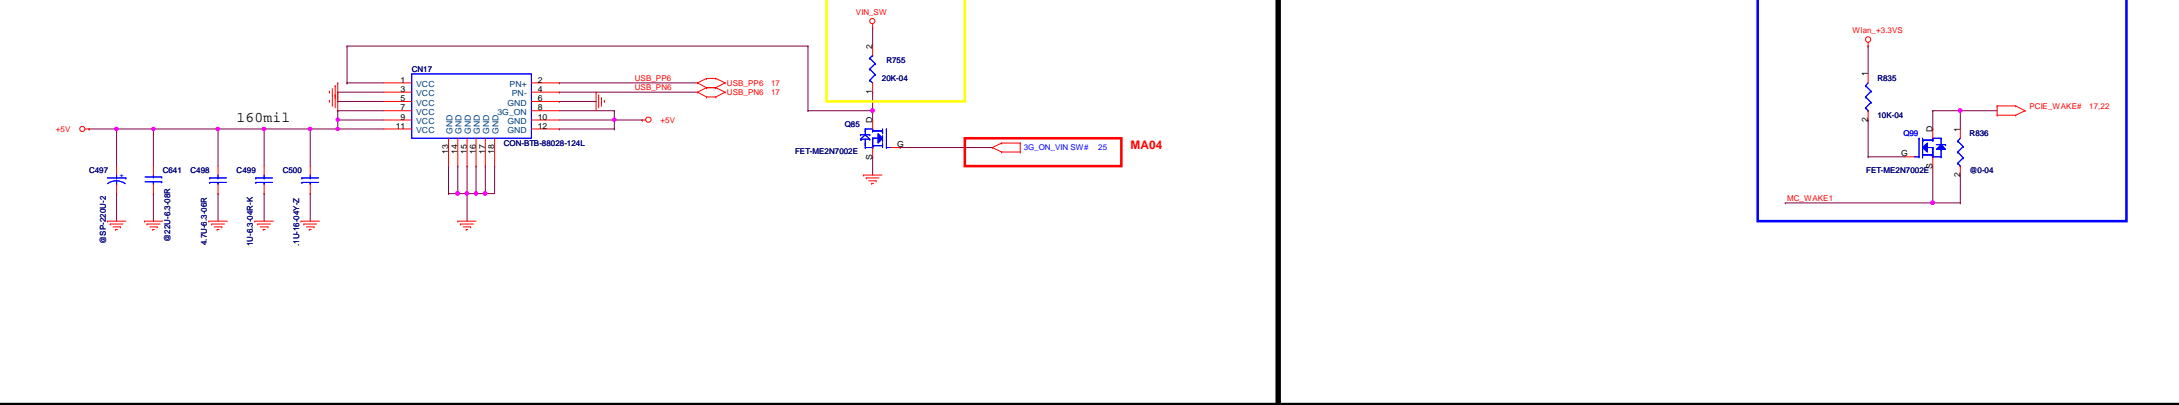 VIN_SW
2
R755
20K-04
1
CN17
1 VCC PN+ 2 USB_PP6 USB_PP6 17
3 VCC PN- 4 USB_PN6 USB_PN6 17
5 VCC GND 6
7 VCC 3G_ON 8
9 VCC GND 10 +5V
11 VCC GND 12
GND GND GND GND GND GND
13 14 15 16 17 18
CON-BTB-88028-124L
160mil
+5V
C497 C641 C498 C499 C500
@SP-220U-2
@22U-6.3-08R
4.7U-6.3-06R
1U-6.3-04R-K
.1U-16-04Y-Z
Q85
D
G
S
FET-ME2N7002E
3G_ON_VIN SW# 25
MA04
Wlan_+3.3VS
1
R835
10K-04
2
PCIE_WAKE# 17,22
Q99
D
G
S
FET-ME2N7002E
1
R836
2
@0-04
MC_WAKE1